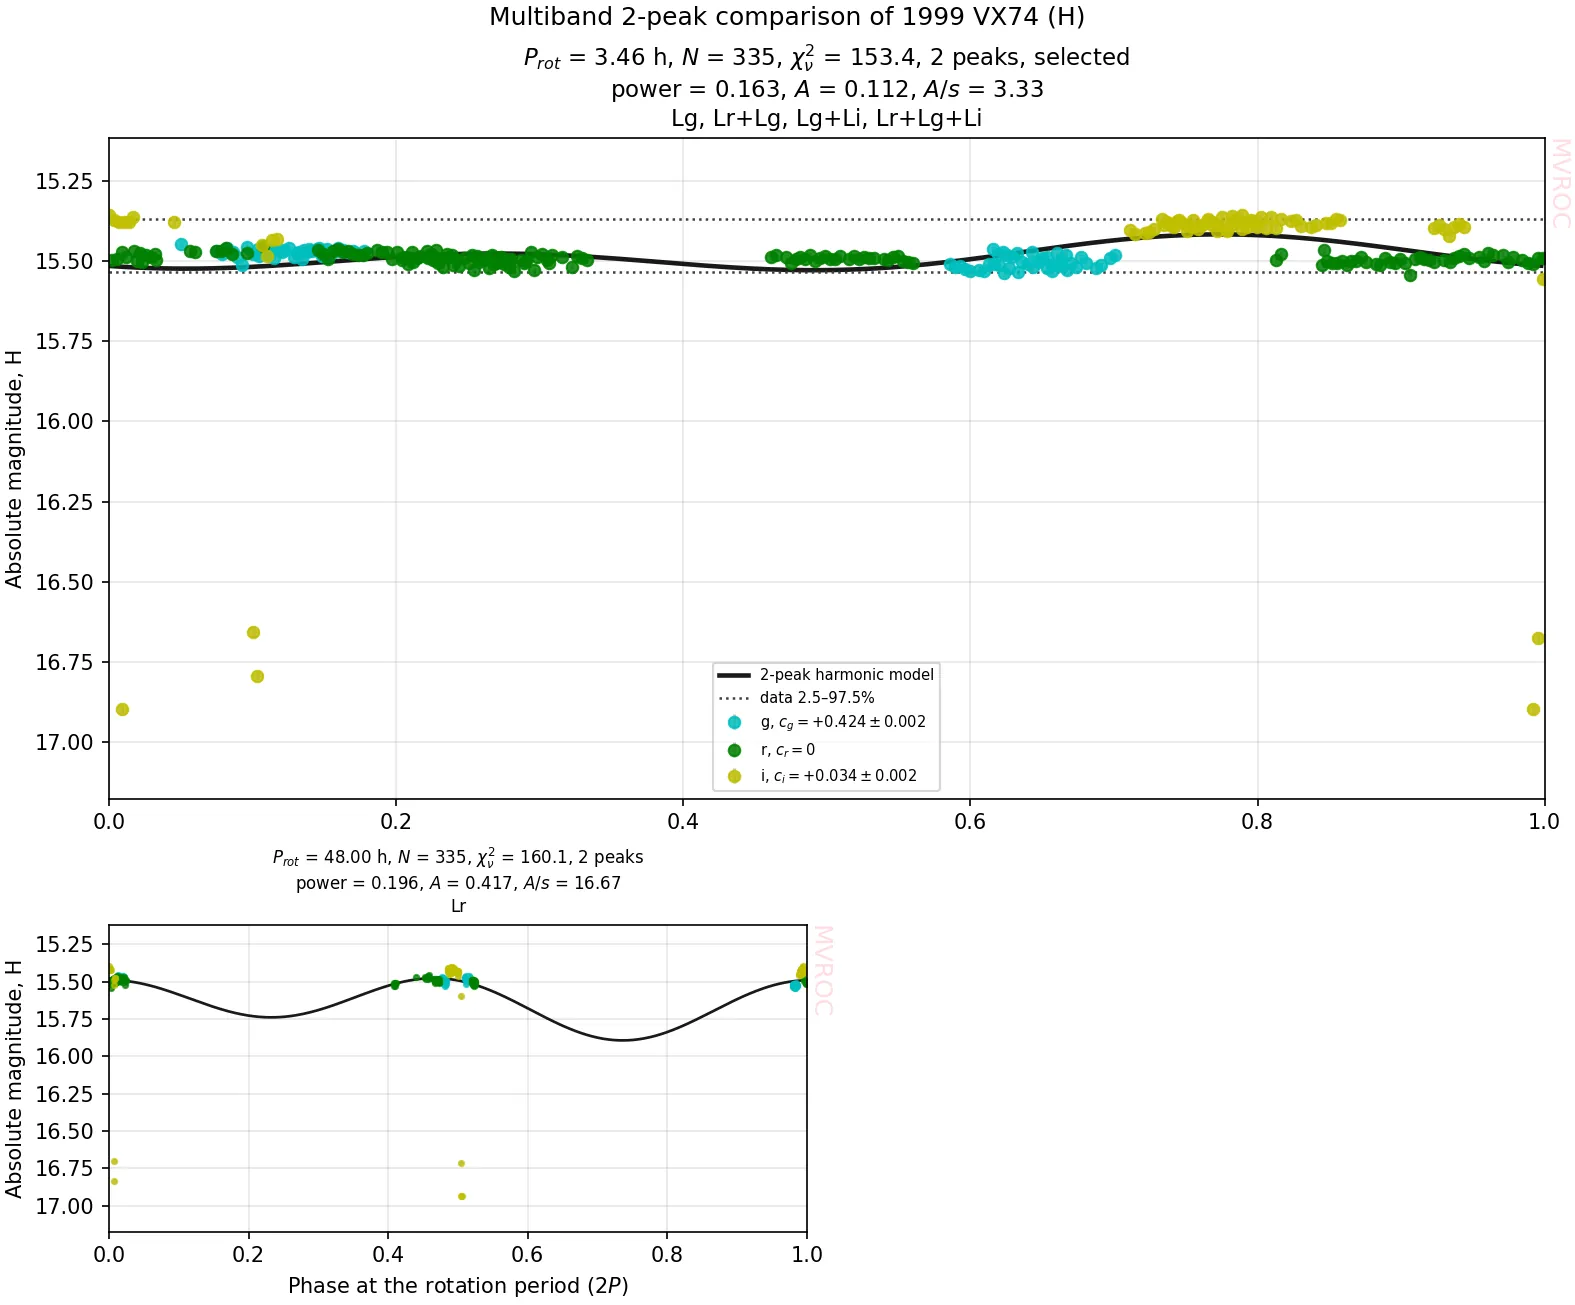 Multiband 2-peak comparison of 1999 VX74 (H)
P_rot = 3.46 h, N = 335, χ²_ν = 153.4, 2 peaks, selected
power = 0.163, A = 0.112, A/s = 3.33
Lg, Lr+Lg, Lg+Li, Lr+Lg+Li
MVROC
Absolute magnitude, H
15.25
15.50
15.75
16.00
16.25
16.50
16.75
17.00
2-peak harmonic model
data 2.5–97.5%
g, c_g = +0.424 ± 0.002
r, c_r = 0
i, c_i = +0.034 ± 0.002
0.0 0.2 0.4 0.6 0.8 1.0
P_rot = 48.00 h, N = 335, χ²_ν = 160.1, 2 peaks
power = 0.196, A = 0.417, A/s = 16.67
Lr
MVROC
Absolute magnitude, H
15.25
15.50
15.75
16.00
16.25
16.50
16.75
17.00
0.0 0.2 0.4 0.6 0.8 1.0
Phase at the rotation period (2P)